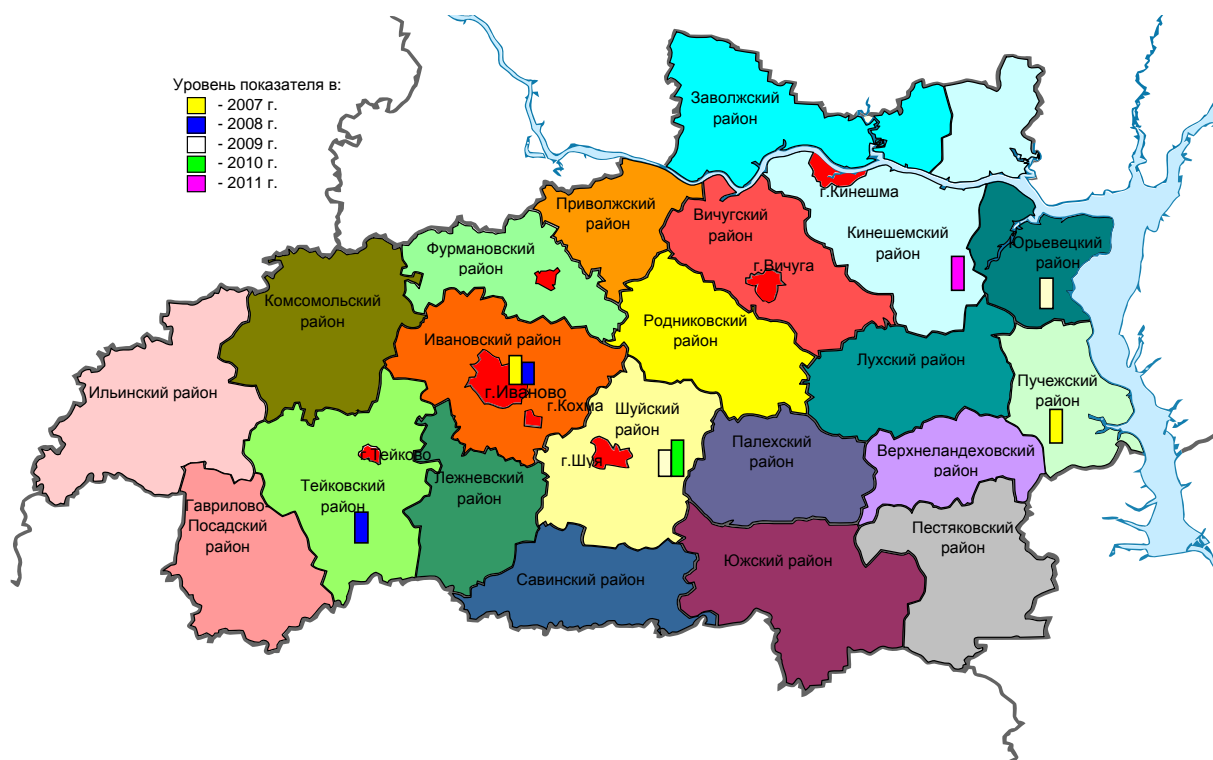 Уровень показателя в:
- 2007 г.
- 2008 г.
- 2009 г.
- 2010 г.
- 2011 г.
Заволжский
район
г.Кинешма
Приволжский
район
Вичугский
район
Кинешемский
район
Юрьевецкий
район
Фурмановский
район
г.Вичуга
Комсомольский
район
Родниковский
район
Ивановский район
Лухский район
Ильинский район
Пучежский
район
г.Иваново
г.Кохма
Шуйский
район
Палехский
район
Верхнеландеховский
район
г.Тейково
г.Шуя
Лежневский
район
Тейковский
район
Гаврилово-
Посадский
район
Пестяковский
район
Савинский район
Южский район